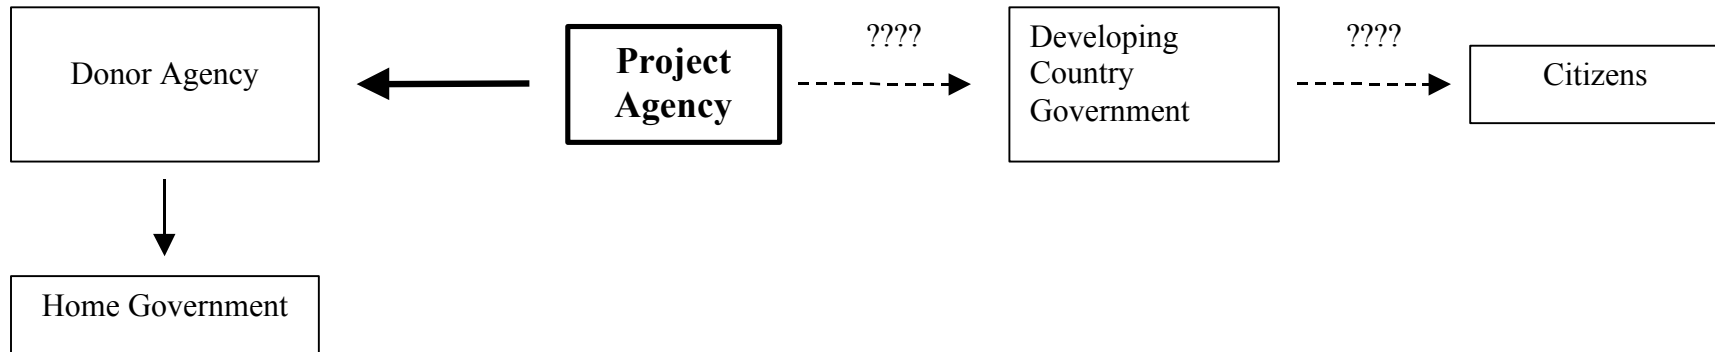 Donor Agency
Project
Agency
????
Developing
Country
Government
????
Citizens
Home Government